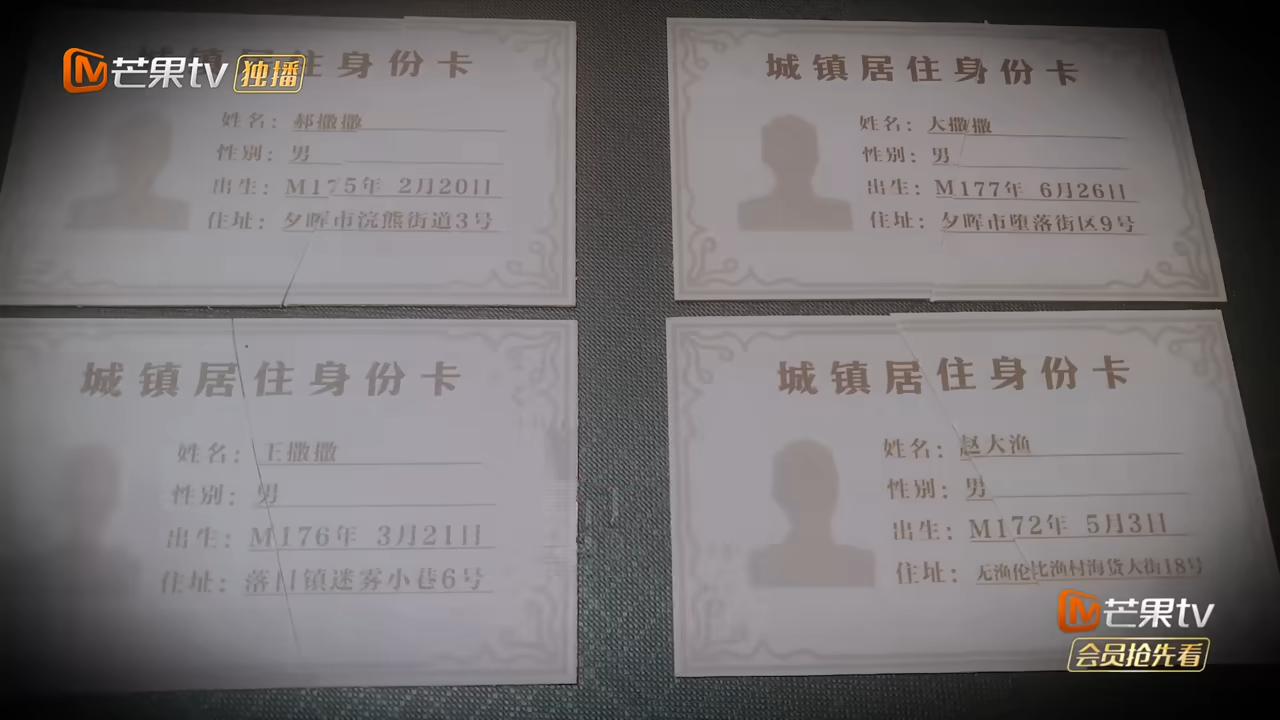 芒果tv 独播
城镇居住身份卡
姓名：郝撒撒
性别：男
出生：M175年 2月20日
住址：夕晖市浣熊街道3号
城镇居住身份卡
姓名：大撒撒
性别：男
出生：M177年 6月26日
住址：夕晖市堕落街区9号
城镇居住身份卡
姓名：王撒撒
性别：男
出生：M176年 3月21日
住址：落日镇迷雾小巷6号
城镇居住身份卡
姓名：赵大渔
性别：男
出生：M172年 5月3日
住址：无渔伦比渔村海货大街18号
芒果tv
会员抢先看